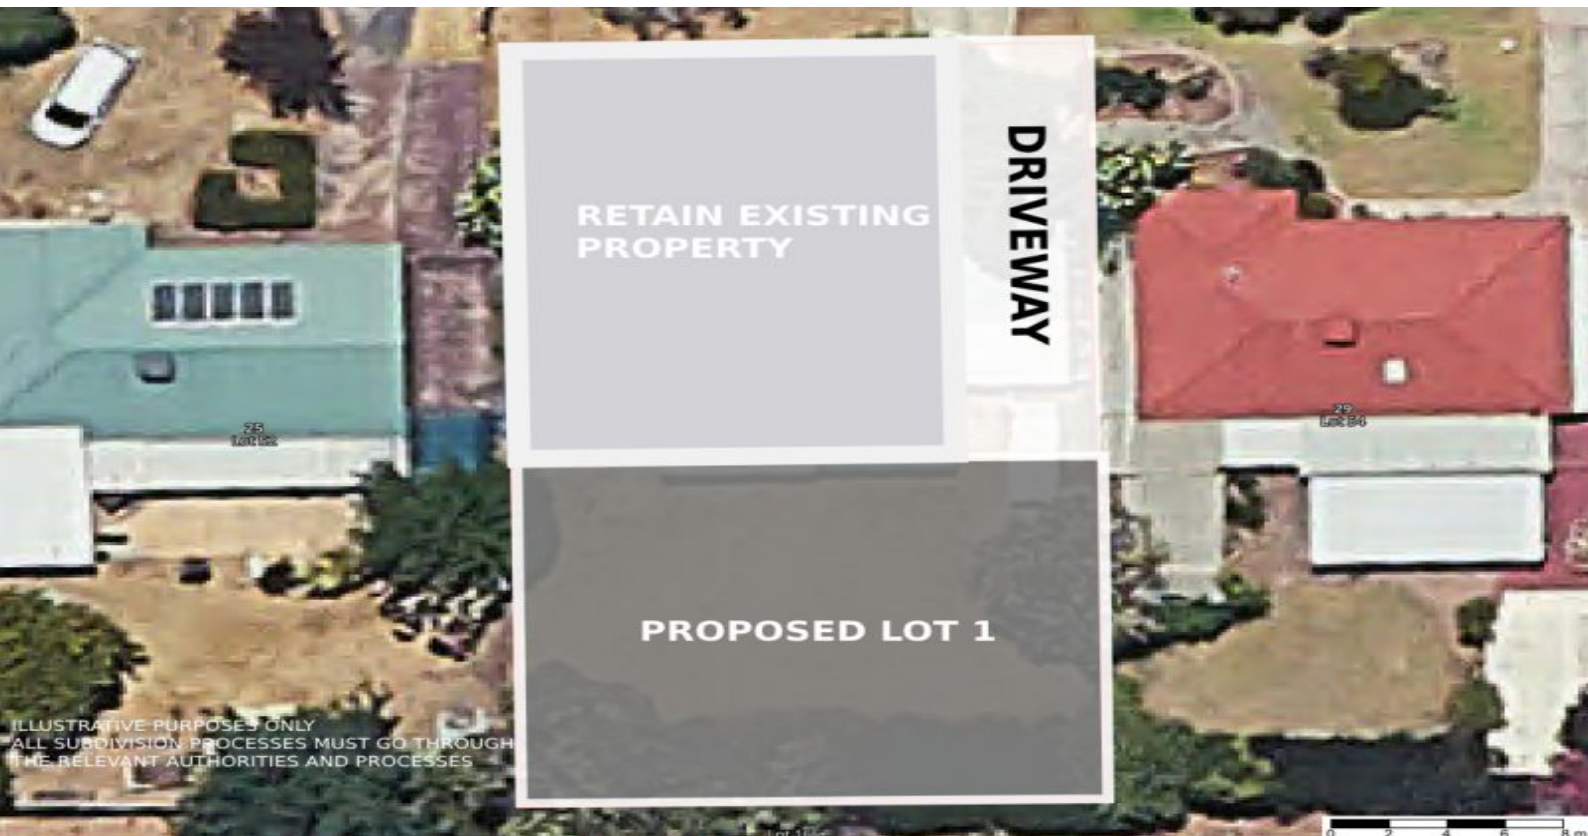 DRIVEWAY
RETAIN EXISTING
PROPERTY
29
Lot 54
25
Lot 52
PROPOSED LOT 1
ILLUSTRATIVE PURPOSES ONLY
ALL SUBDIVISION PROCESSES MUST GO THROUGH
THE RELEVANT AUTHORITIES AND PROCESSES
0 2 4 6 8 m